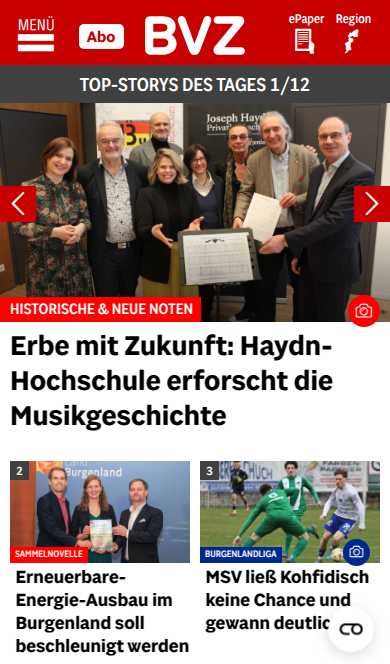 MENÜ
Abo
BVZ
ePaper
Region
TOP-STORYS DES TAGES 1/12
Joseph Hayd
HISTORISCHE & NEUE NOTEN
Erbe mit Zukunft: Haydn-
Hochschule erforscht die
Musikgeschichte
2
Burgenland
SAMMELNOVELLE
Erneuerbare-
Energie-Ausbau im
Burgenland soll
beschleunigt werden
3
BURGENLANDLIGA
MSV ließ Kohfidisch
keine Chance und
gewann deutlic